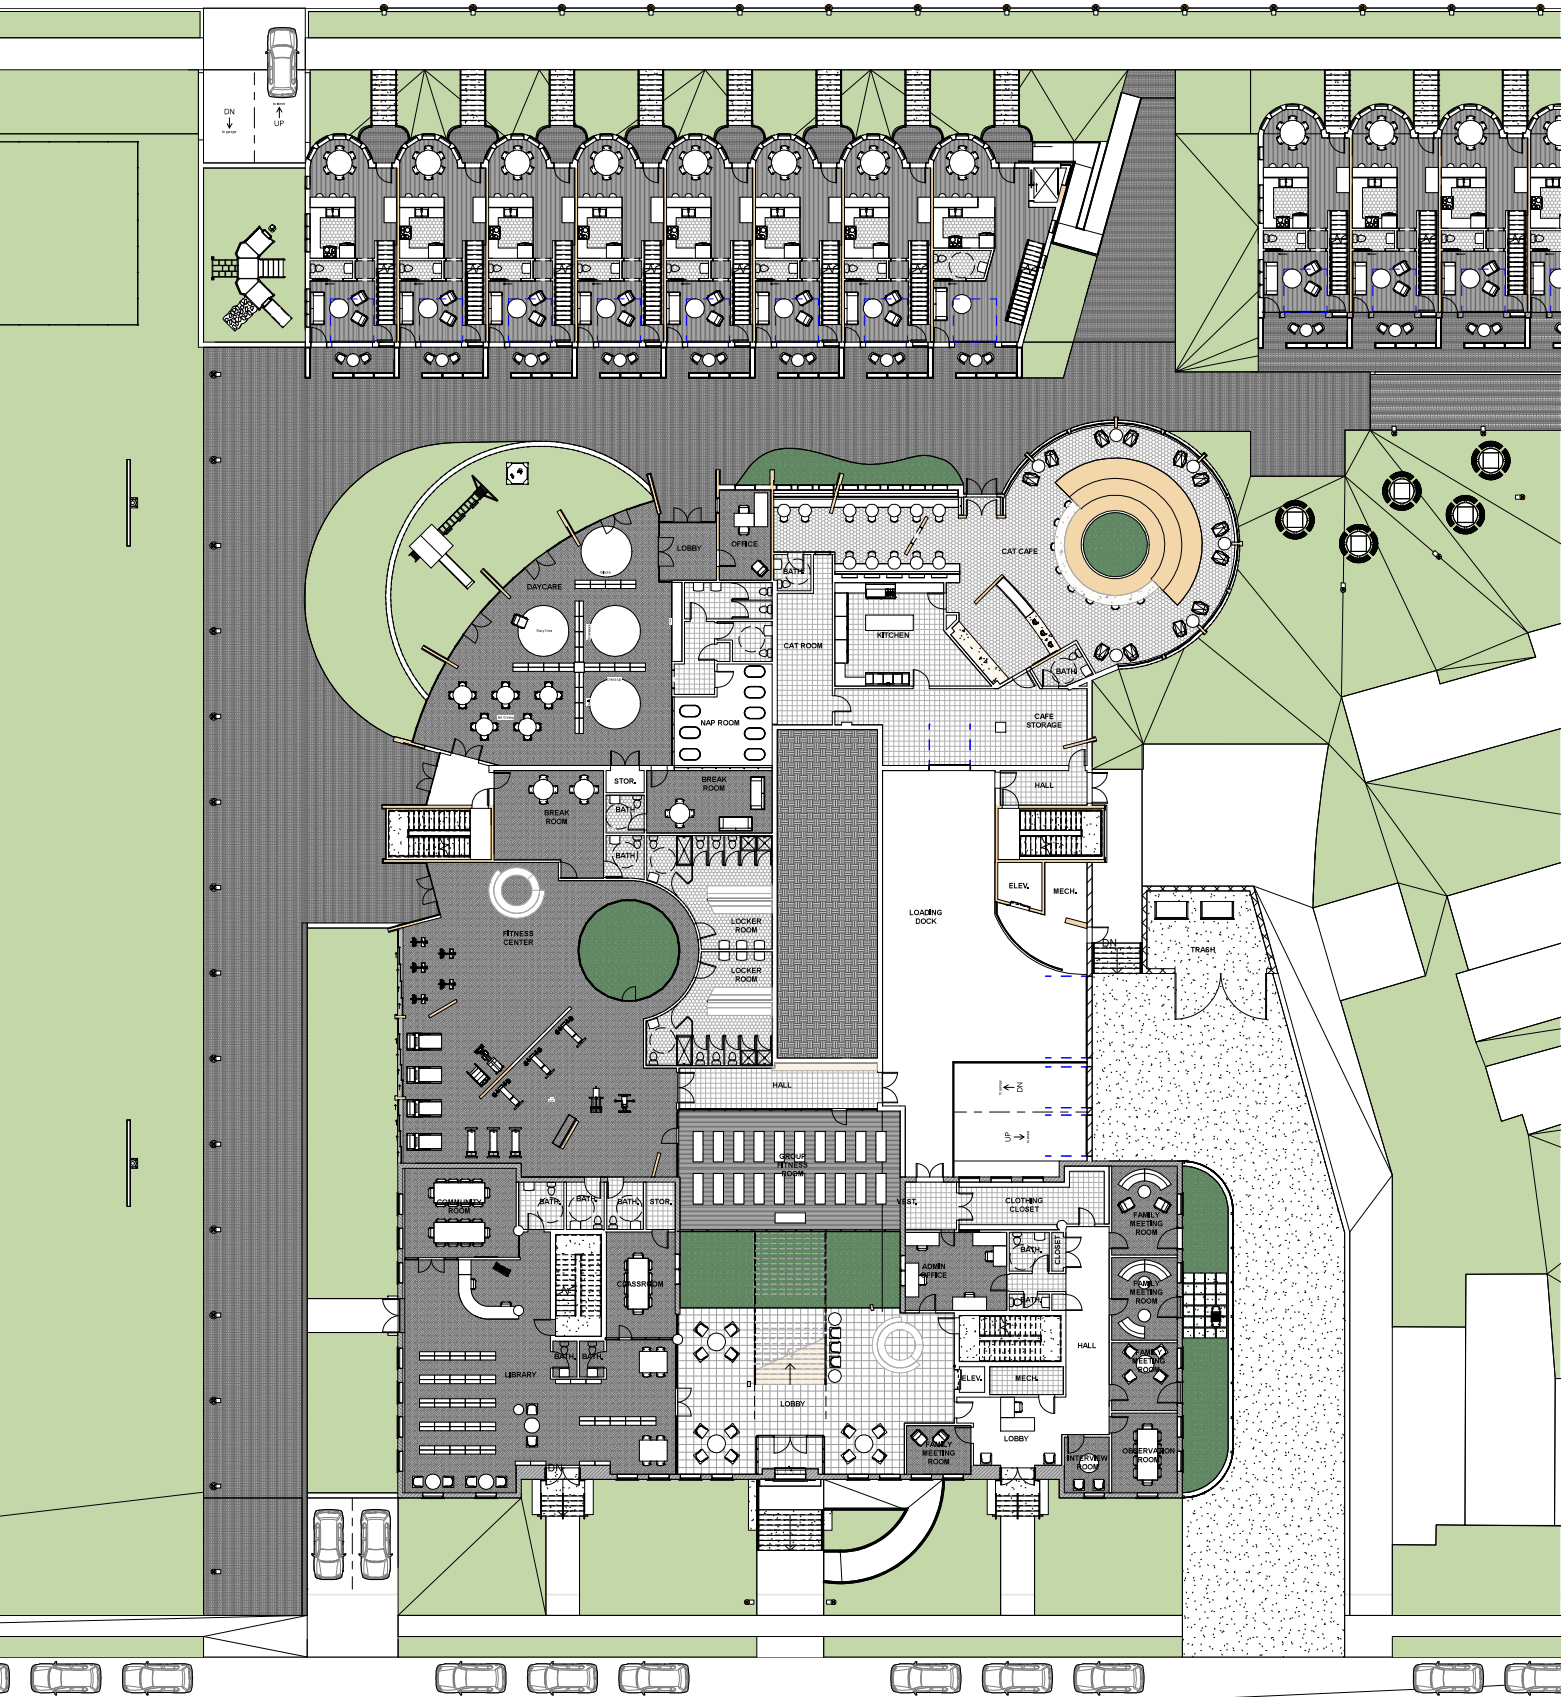 DN
UP
LOBBY
OFFICE
CAT CAFE
BATH.
DAYCARE
KITCHEN
CAT ROOM
BATH.
NAP ROOM
CAFE
STORAGE
STOR.
BREAK
ROOM
HALL
BATH.
BREAK
ROOM
BATH.
ELEV.
MECH.
LOADING
DOCK
LOCKER
ROOM
FITNESS
CENTER
DN
TRASH
LOCKER
ROOM
HALL
DN
UP
GROUP
FITNESS
ROOM
COMMUNITY
ROOM
BATH.
BATH.
BATH.
STOR.
VEST.
CLOTHING
CLOSET
FAMILY
MEETING
ROOM
BATH.
CLOSET
ADMIN
OFFICE
CLASSROOM
FAMILY
MEETING
ROOM
BATH.
HALL
BATH.
BATH.
FAMILY
MEETING
ROOM
LIBRARY
ELEV.
MECH.
LOBBY
LOBBY
FAMILY
MEETING
ROOM
INTERVIEW
ROOM
OBSERVATION
ROOM
DN